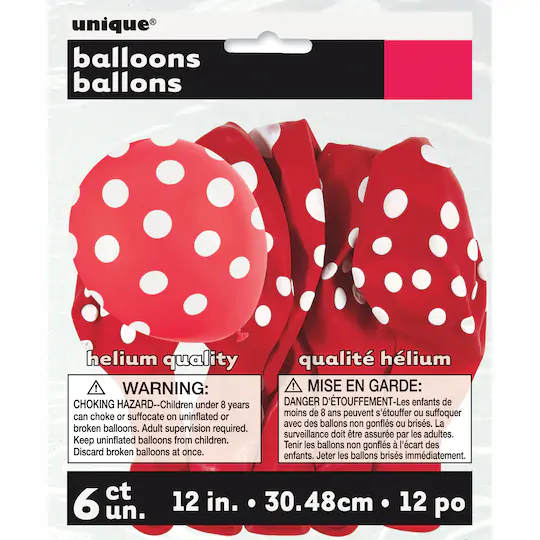 unique®
balloons
ballons
helium quality
qualité hélium
⚠ WARNING:
CHOKING HAZARD--Children under 8 years
can choke or suffocate on uninflated or
broken balloons. Adult supervision required.
Keep uninflated balloons from children.
Discard broken balloons at once.
⚠ MISE EN GARDE:
DANGER D'ÉTOUFFEMENT-Les enfants de
moins de 8 ans peuvent s'étouffer ou suffoquer
avec des ballons non gonflés ou brisés. La
surveillance doit être assurée par les adultes.
Tenir les ballons non gonflés à l'écart des
enfants. Jeter les ballons brisés immédiatement.
6 ct un. 12 in. • 30.48cm • 12 po